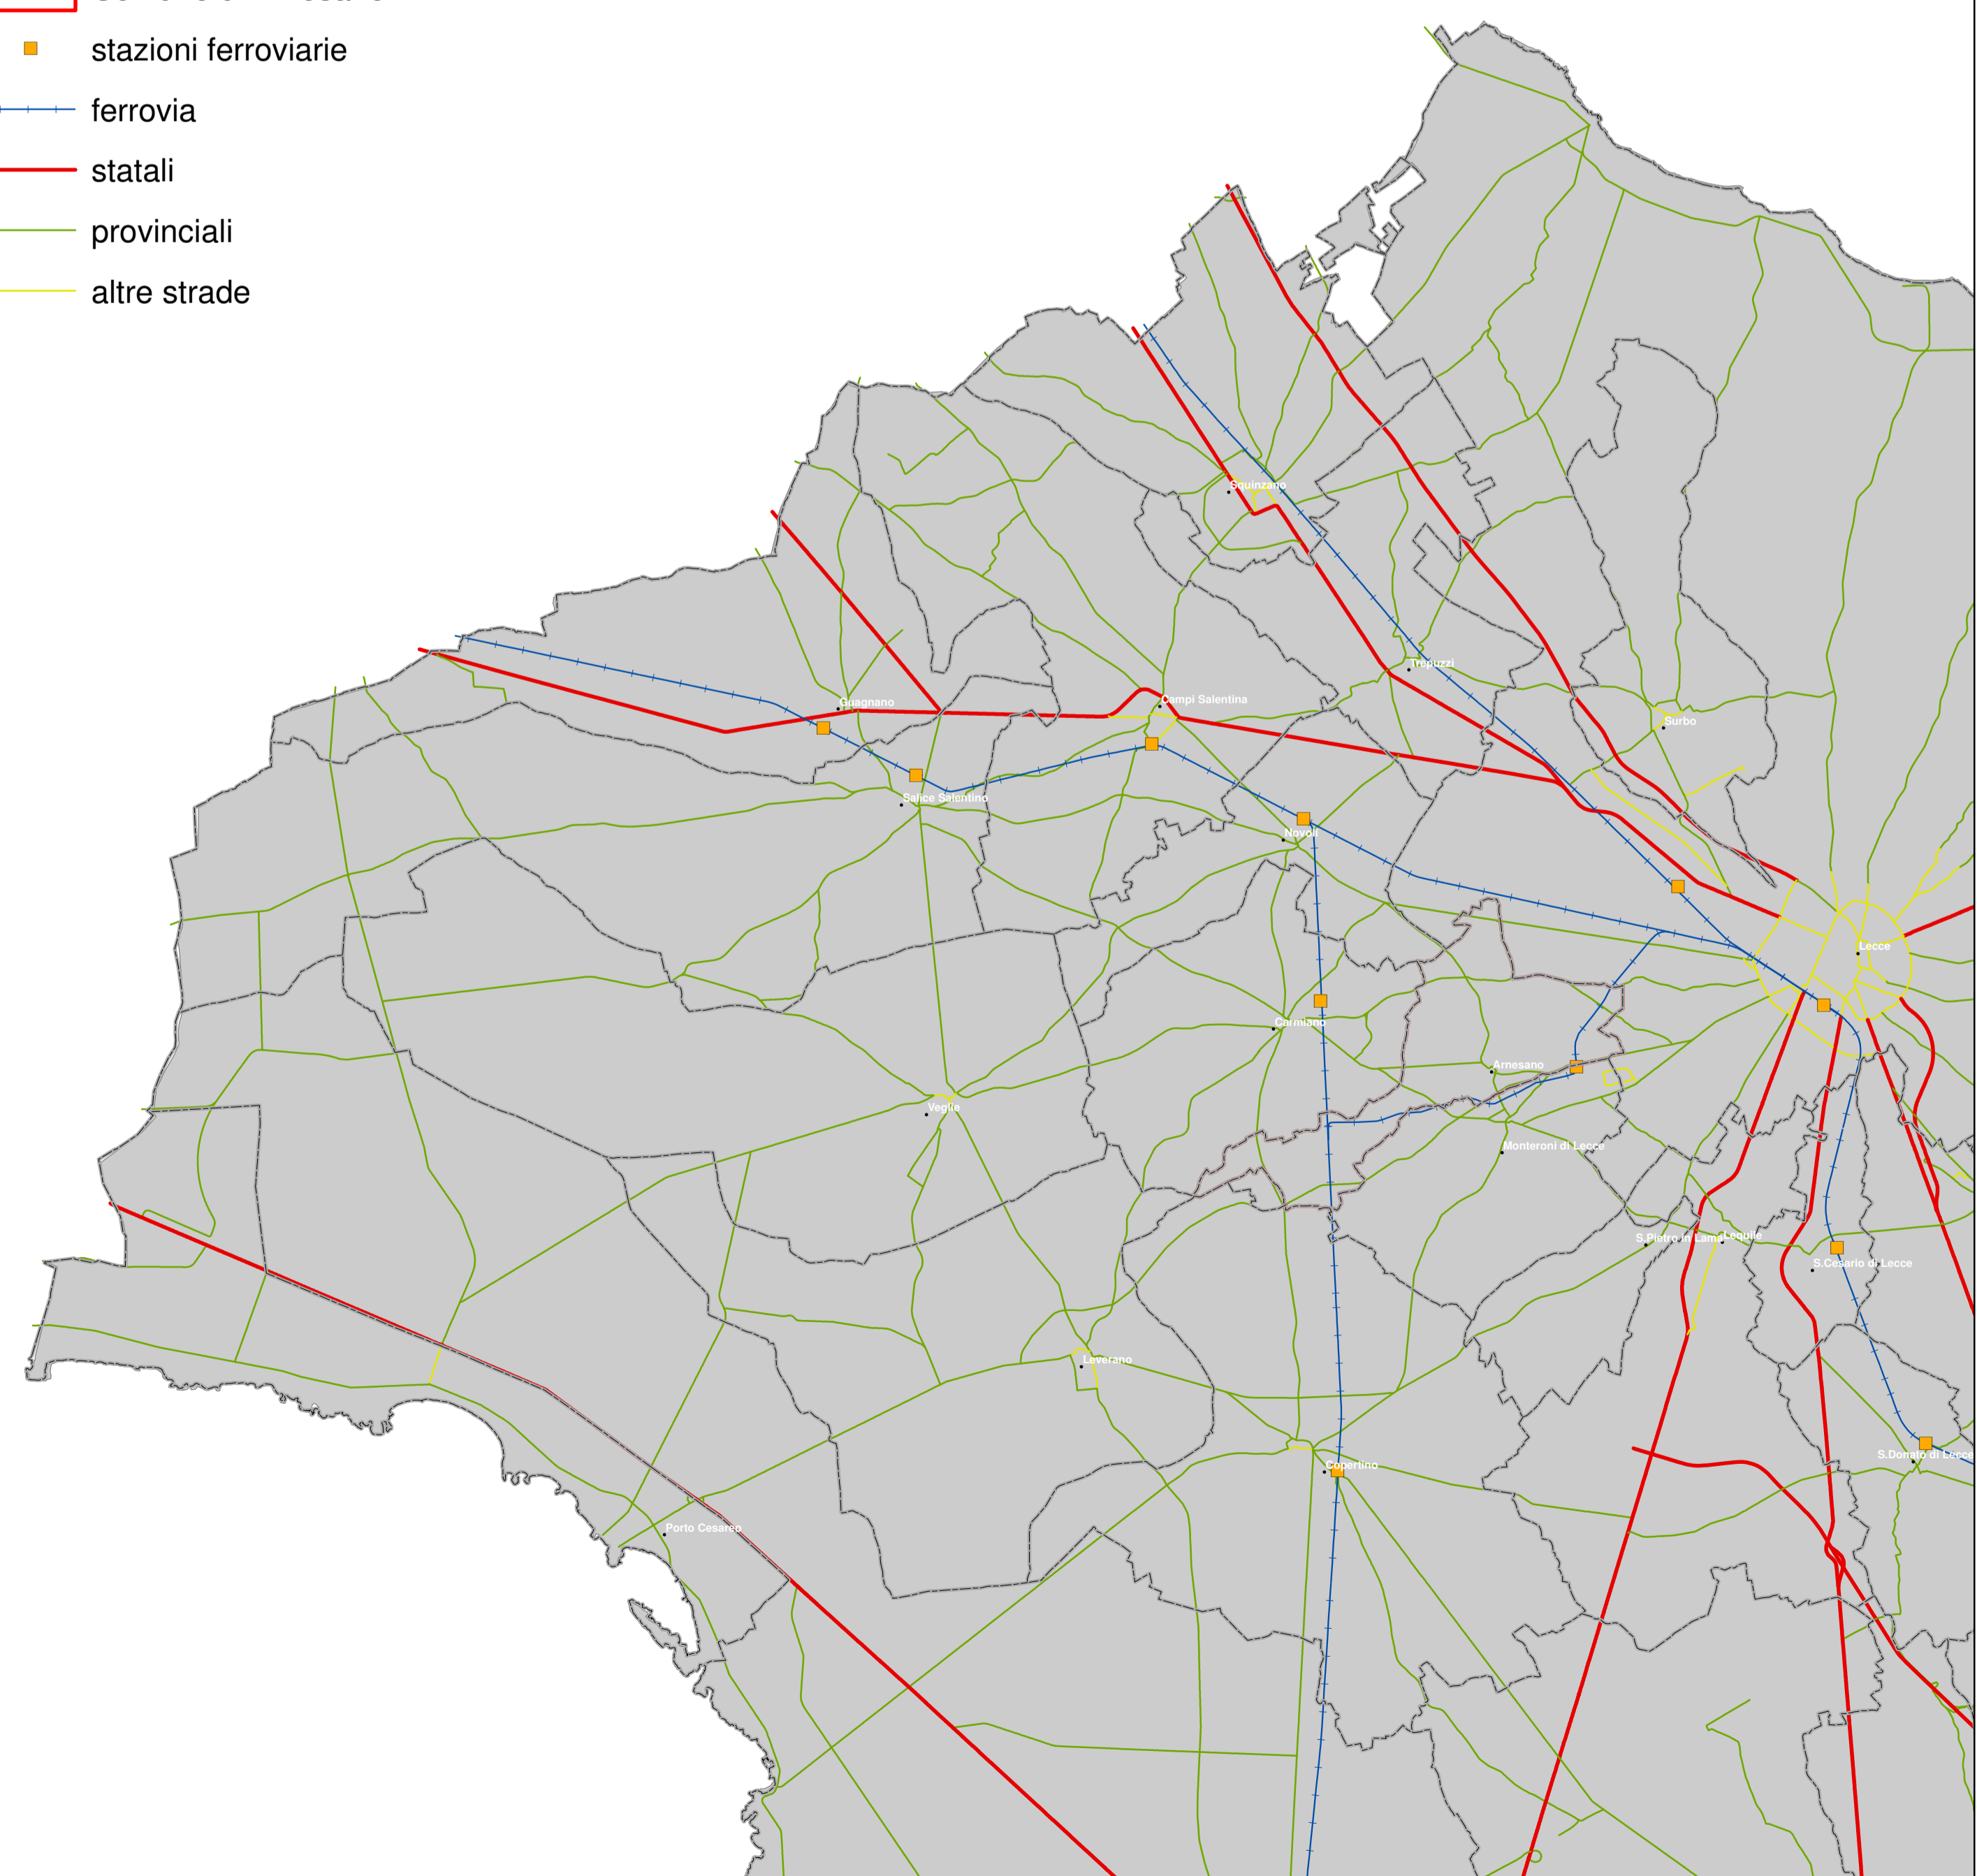 stazioni ferroviarie
ferrovia
statali
provinciali
altre strade
Squinzano
Trepuzzi
Guagnano
Campi Salentina
Surbo
Salice Salentino
Novoli
Lecce
Carmiano
Arnesano
Veglie
Monteroni di Lecce
S.Pietro in Lama
Lequile
S.Cesario di Lecce
Leverano
S.Donato di Lecce
Copertino
Porto Cesareo